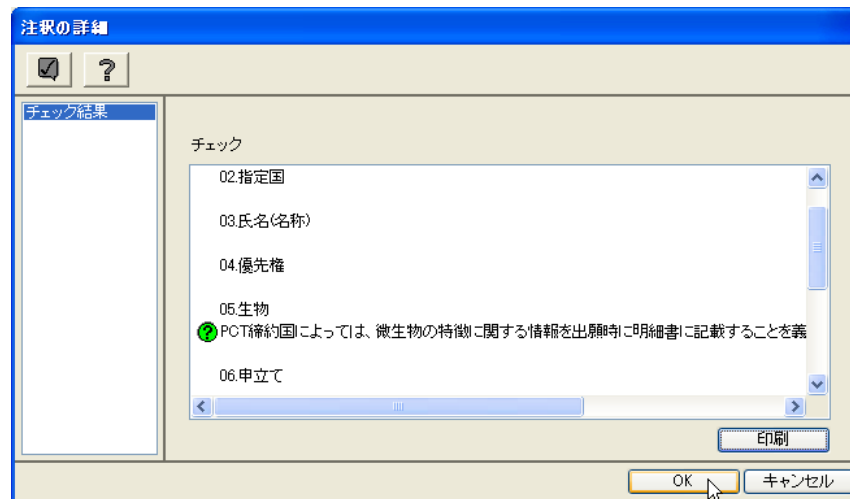 注釈の詳細
チェック結果
チェック
02.指定国
03.氏名(名称)
04.優先権
05.生物
PCT締約国によっては、微生物の特徴に関する情報を出願時に明細書に記載することを義
06.申立て
印刷
OK
キャンセル